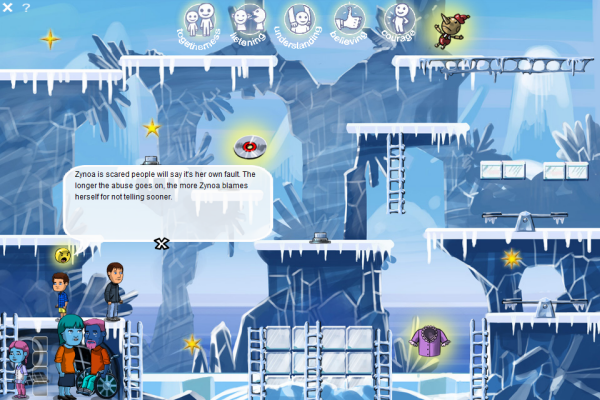 ?
togetherness
listening
understanding
believing
courage
Zynoa is scared people will say it's her own fault. The
longer the abuse goes on, the more Zynoa blames
herself for not telling sooner.